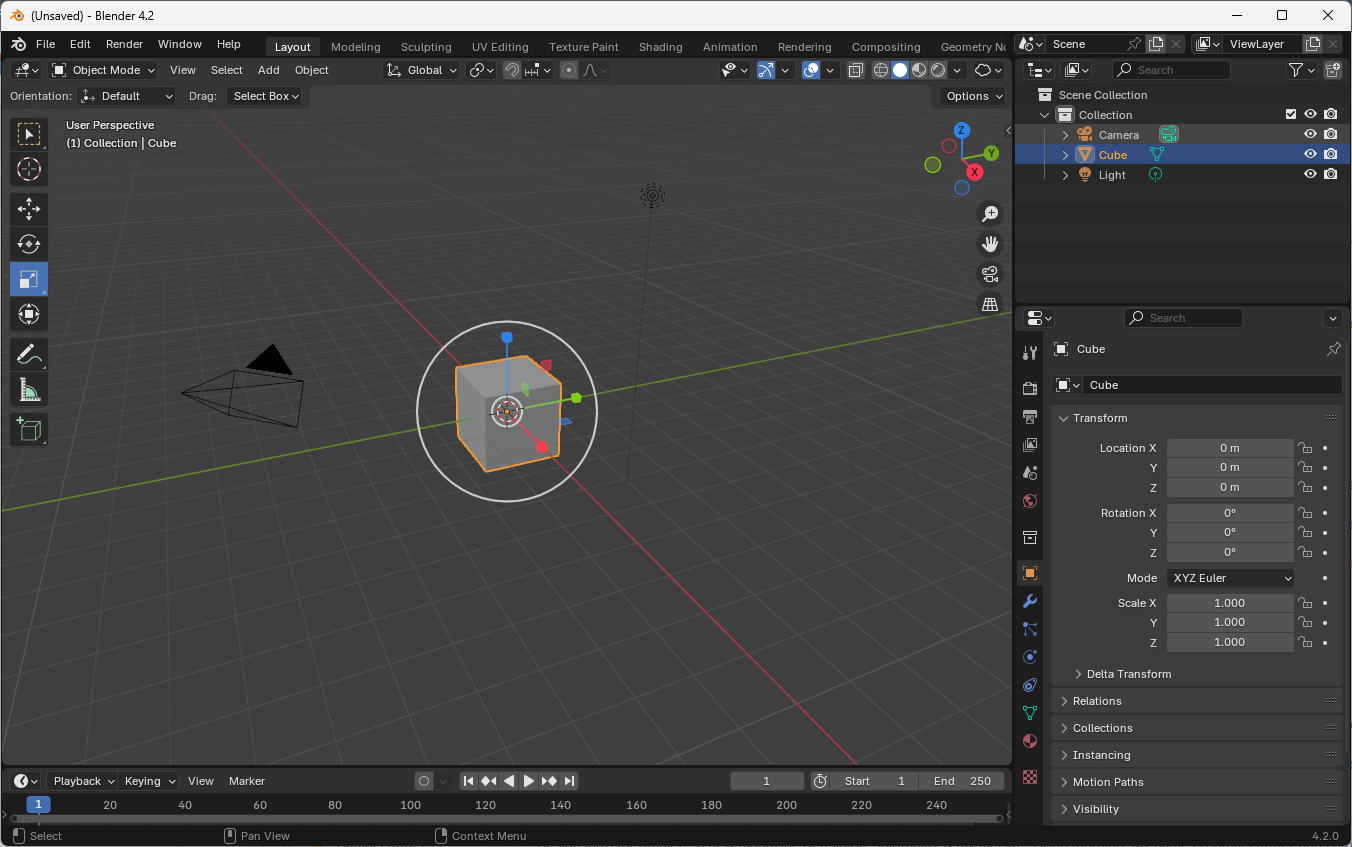 (Unsaved) - Blender 4.2
File Edit Render Window Help Layout Modeling Sculpting UV Editing Texture Paint Shading Animation Rendering Compositing Geometry No Scene ViewLayer
Object Mode View Select Add Object Global
Search
Orientation: Default Drag: Select Box Options
User Perspective
(1) Collection | Cube
Z
Y
X
Scene Collection
Collection
Camera
Cube
Light
Search
Cube
Cube
Transform
Location X 0 m
Y 0 m
Z 0 m
Rotation X 0°
Y 0°
Z 0°
Mode XYZ Euler
Scale X 1.000
Y 1.000
Z 1.000
Delta Transform
Relations
Collections
Instancing
Motion Paths
Visibility
Playback Keying View Marker 1 Start 1 End 250
1 20 40 60 80 100 120 140 160 180 200 220 240
Select Pan View Context Menu 4.2.0